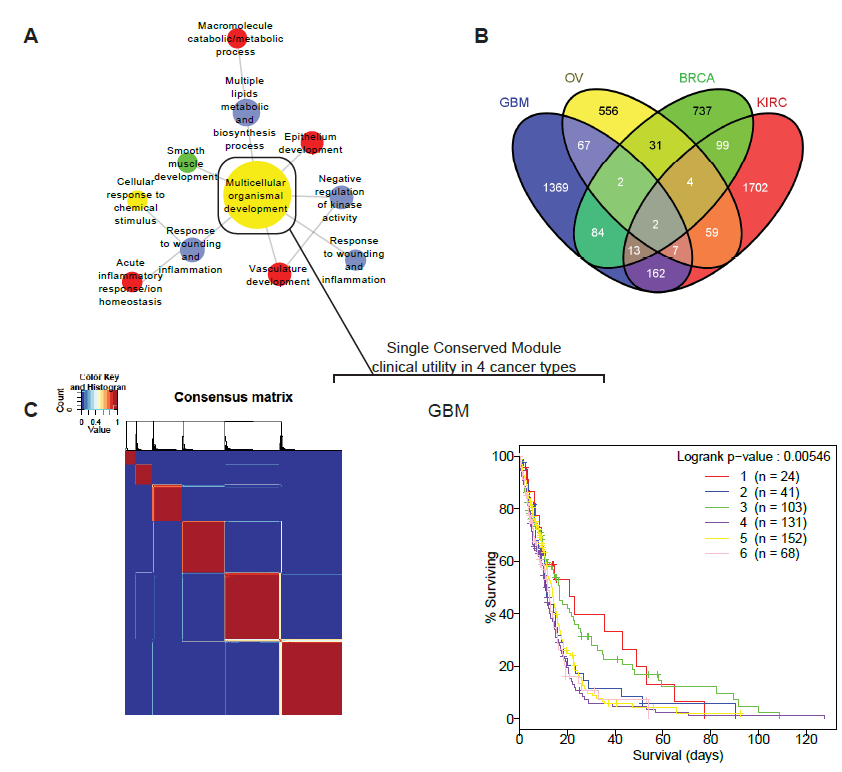 A
Macromolecule
catabolic/metabolic
process
Multiple
lipids
metabolic
and
biosynthesis
process
Epithelium
development
Smooth
muscle
development
Multicellular
organismal
development
Negative
regulation
of kinase
activity
Cellular
response to
chemical
stimulus
Response
to wounding
and
inflammation
Response
to wounding
and
inflammation
Acute
inflammatory
response/ion
homeostasis
Vasculature
development
B
OV
BRCA
GBM
KIRC
556
737
67
31
99
1369
2
4
1702
2
84
59
13
7
162
Single Conserved Module
clinical utility in 4 cancer types
C
Color Key
and Histogran
Count
0
0 0.4 1
Value
Consensus matrix
GBM
Logrank p-value : 0.00546
1 (n = 24)
2 (n = 41)
3 (n = 103)
4 (n = 131)
5 (n = 152)
6 (n = 68)
% Surviving
100
80
60
40
20
0
0 20 40 60 80 100 120
Survival (days)